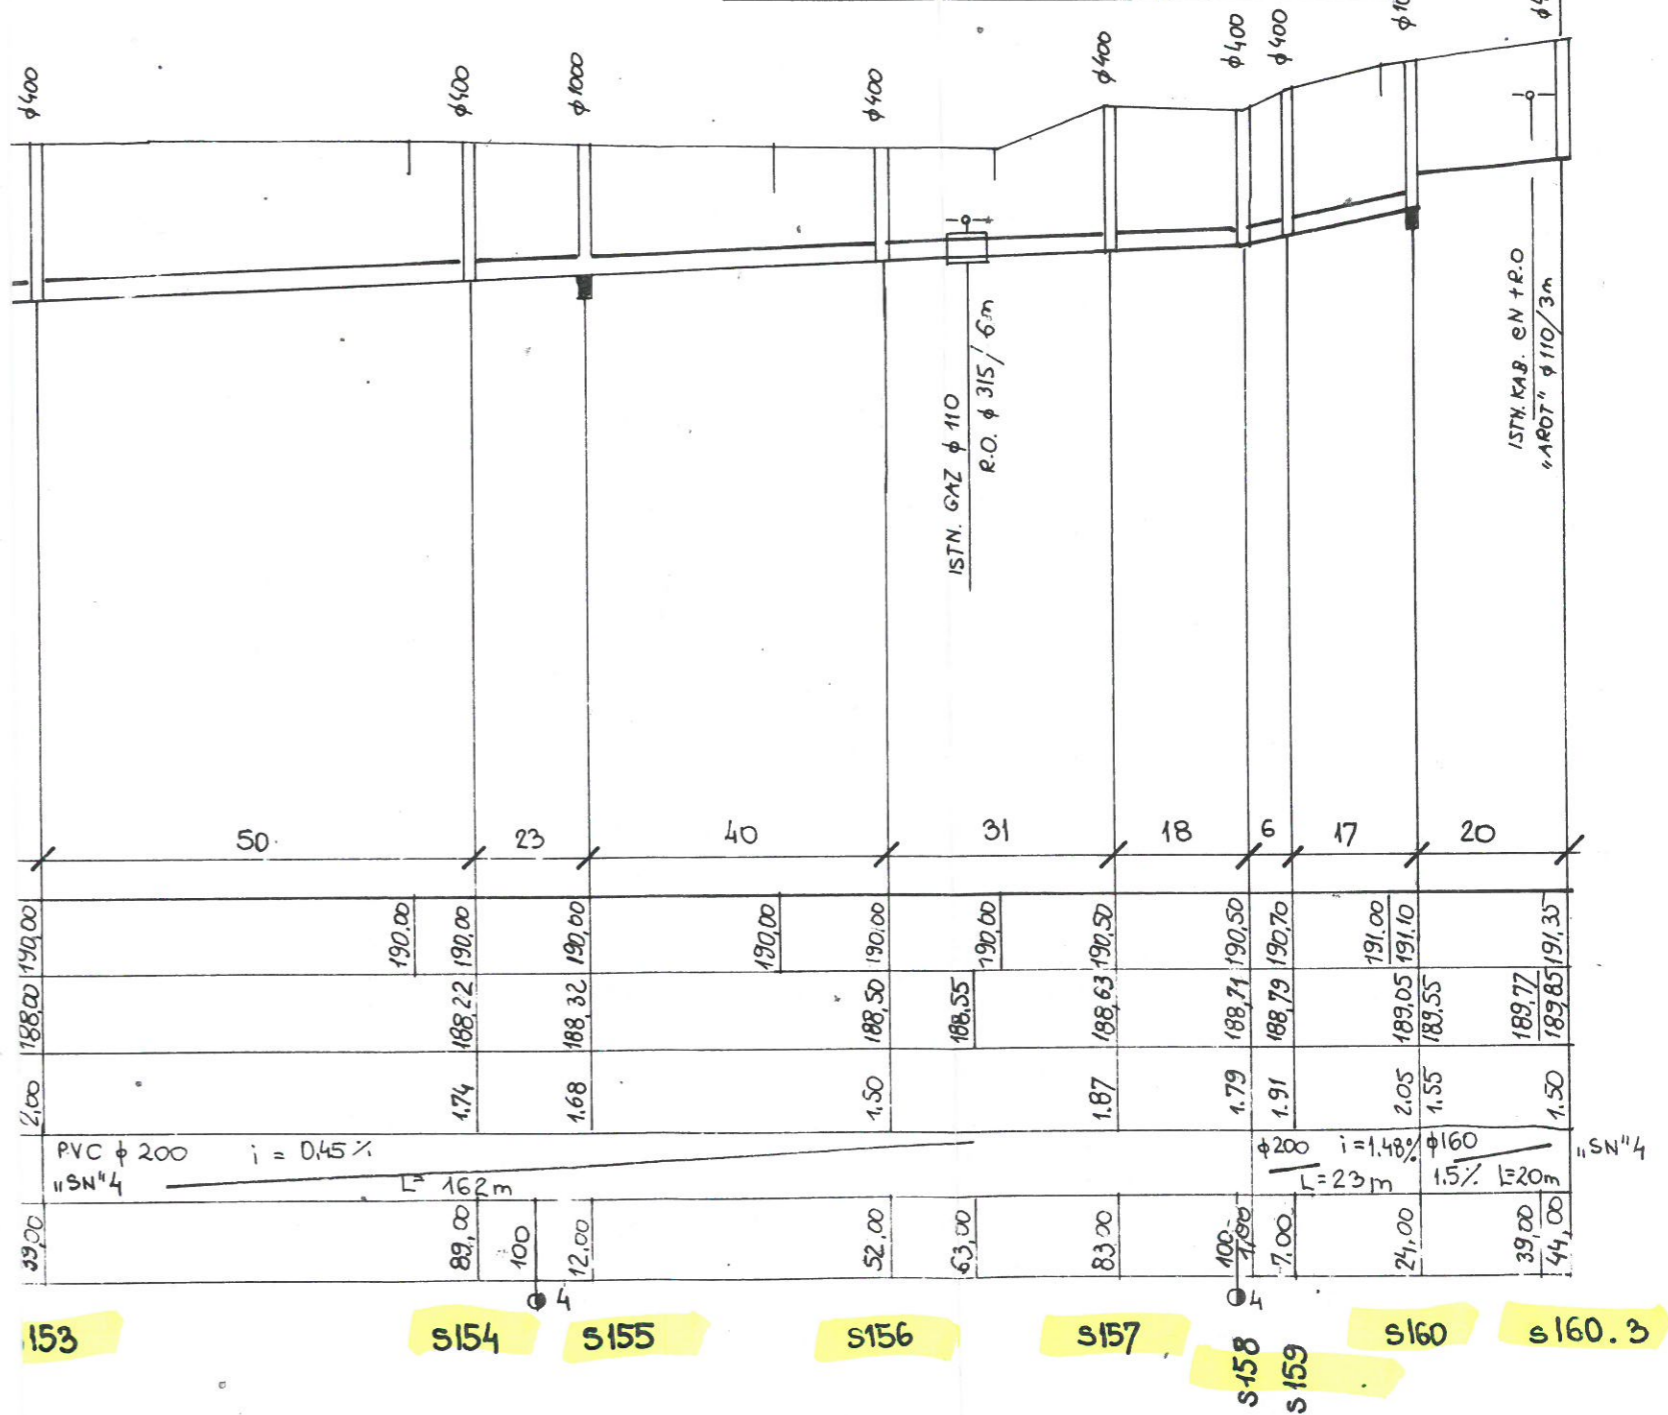 φ400
φ400
φ1000
φ400
φ400
φ400
φ400
ISTN. GAZ φ 110
R.O. φ 315/6m
ISTN. KAB. eN + R.O
„AROT" φ 110/3m
50 23 40 31 18 6 17 20
190,00 190.00 190,00 190,00 190,00 190,00 190,00 190,50 190,50 190,70 191.00 191.10 191.35
188,00 188,22 188,32 188,50 188,55 188,63 188,71 188,79 189,05 189.55 189,77 189,85
2,00 1.74 1.68 1.50 1.87 1.79 1.91 2.05 1.55 1.50
PVC φ 200 i = 0,45% φ200 i=1.48% φ160 „SN"4
„SN"4 L= 162m L=23m 1.5% L=20m
39,00 89,00 100 12,00 52,00 63,00 83.00 100 1,00 7,00 24,00 39,00 44,00
4 4
153 S154 S155 S156 S157 S158 S159 S160 S160.3